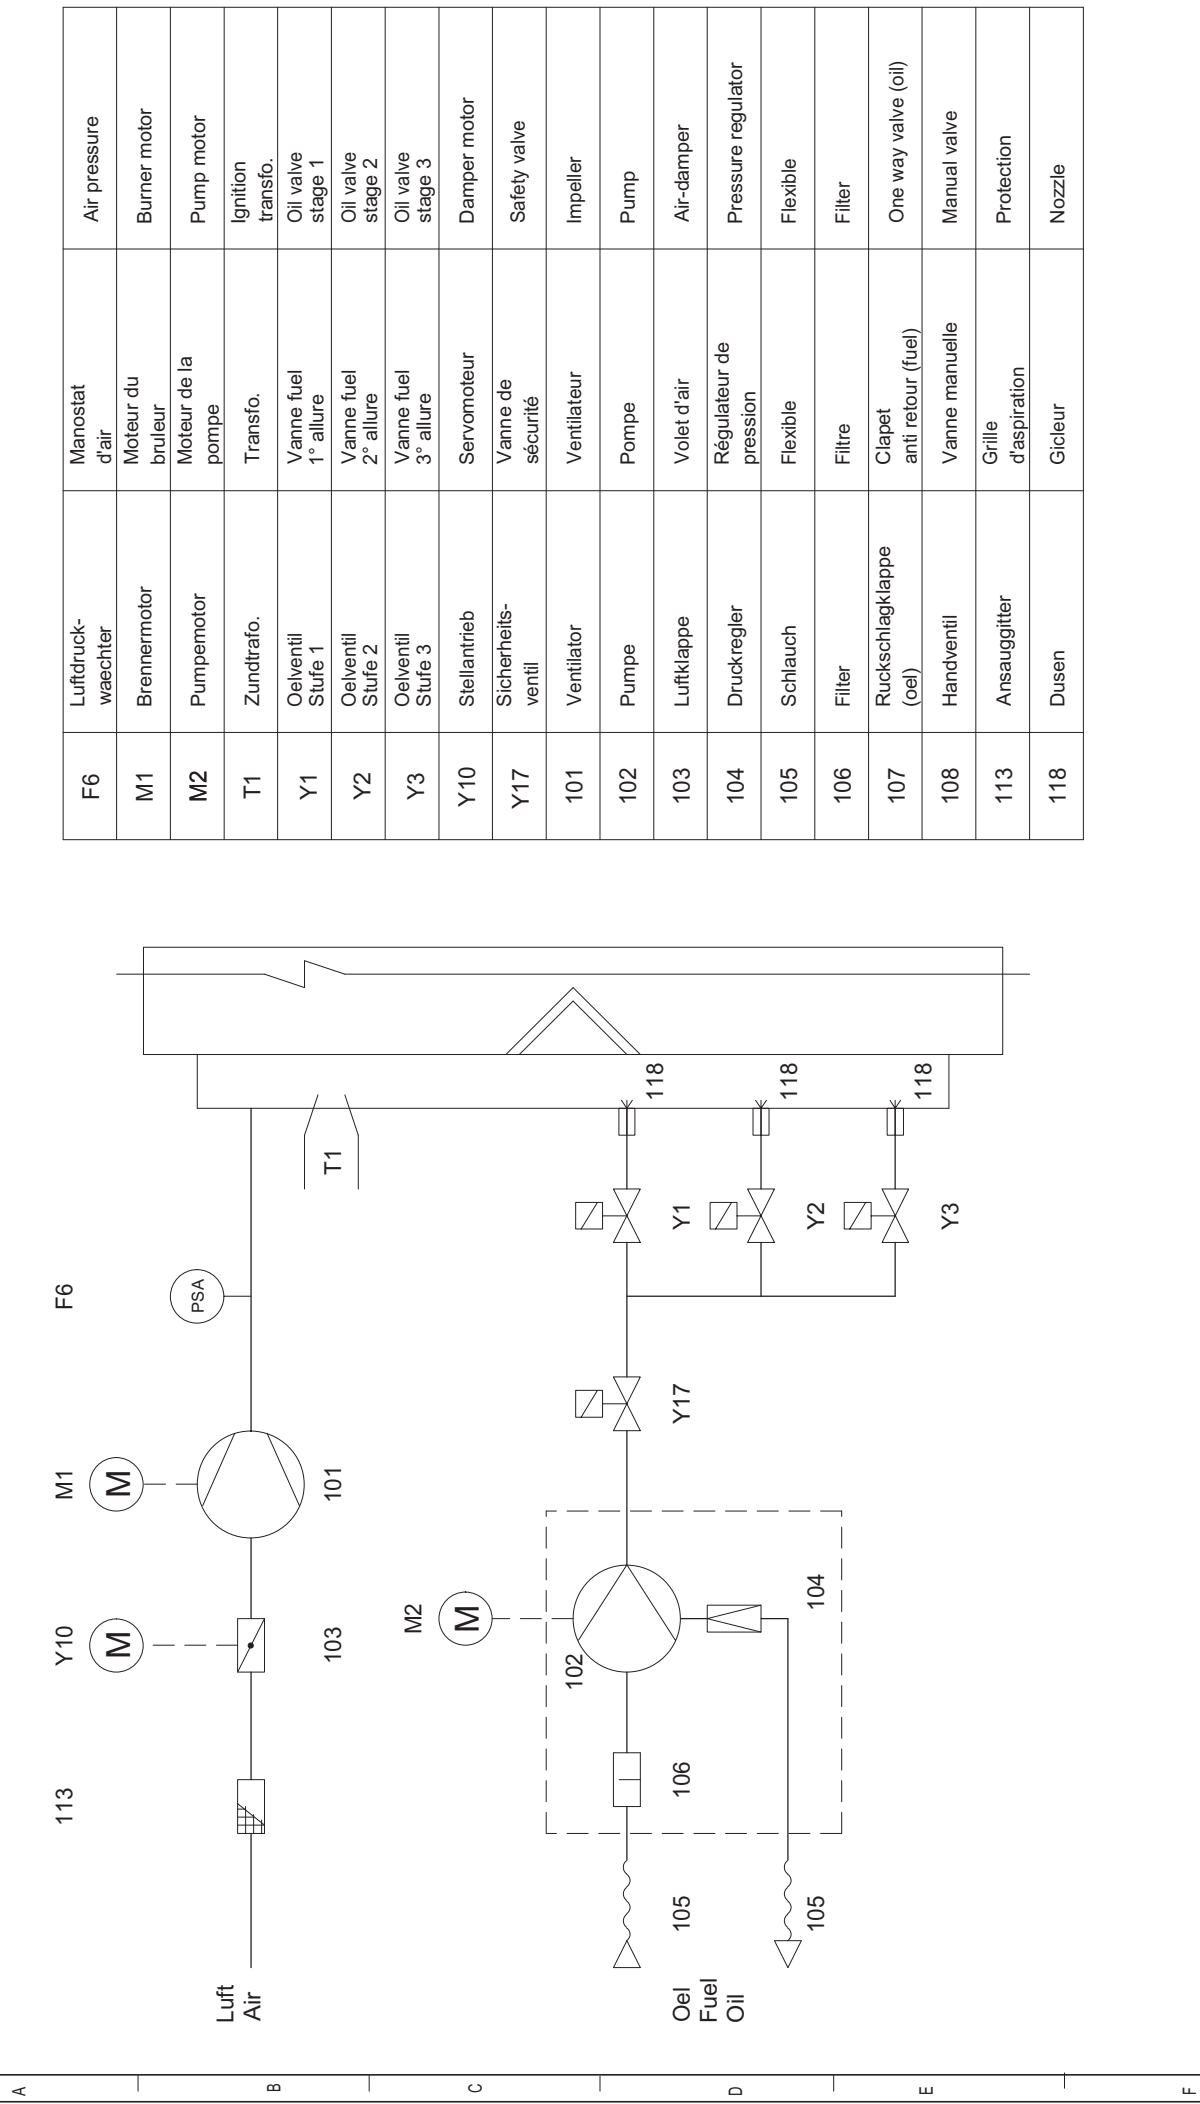 A
B
C
D
E
F
Luft
Air
113
Y10
103
M
M1
M
101
F6
PSA
T1
Oel
Fuel
Oil
105
105
106
102
M2
M
104
Y17
Y1
Y2
Y3
118
118
118
F6
Luftdruck-
waechter
Manostat
d'air
Air pressure
M1
Brennermotor
Moteur du
bruleur
Burner motor
M2
Pumpemotor
Moteur de la
pompe
Pump motor
T1
Zundtrafo.
Transfo.
Ignition
transfo.
Y1
Oelventil
Stufe 1
Vanne fuel
1° allure
Oil valve
stage 1
Y2
Oelventil
Stufe 2
Vanne fuel
2° allure
Oil valve
stage 2
Y3
Oelventil
Stufe 3
Vanne fuel
3° allure
Oil valve
stage 3
Y10
Stellantrieb
Servomoteur
Damper motor
Y17
Sicherheits-
ventil
Vanne de
sécurité
Safety valve
101
Ventilator
Ventilateur
Impeller
102
Pumpe
Pompe
Pump
103
Luftklappe
Volet d'air
Air-damper
104
Druckregler
Régulateur de
pression
Pressure regulator
105
Schlauch
Flexible
Flexible
106
Filter
Filtre
Filter
107
Ruckschlagklappe
(oel)
Clapet
anti retour (fuel)
One way valve (oil)
108
Handventil
Vanne manuelle
Manual valve
113
Ansauggitter
Grille
d'aspiration
Protection
118
Dusen
Gicleur
Nozzle